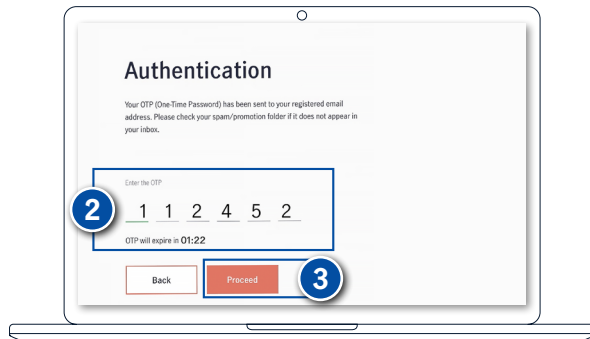 Authentication
Your OTP (One-Time Password) has been sent to your registered email
address. Please check your spam/promotion folder if it does not appear in
your inbox.
Enter the OTP
2
1 1 2 4 5 2
OTP will expire in 01:22
Back
Proceed
3